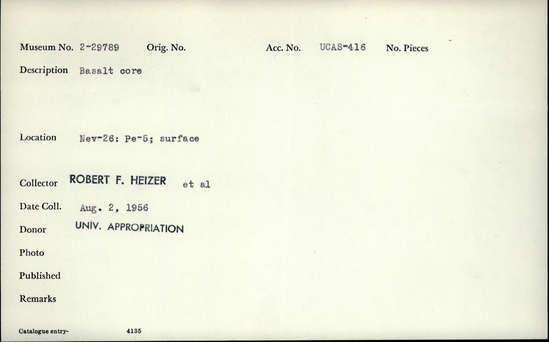 Museum No. 2-29789 Orig. No. Acc. No. UCAS-416 No. Pieces
Description Basalt core
Location Nev-26: Pe-5; surface
Collector ROBERT F. HEIZER et al
Date Coll. Aug. 2, 1956
Donor UNIV. APPROPRIATION
Photo
Published
Remarks
Catalogue entry- 4135